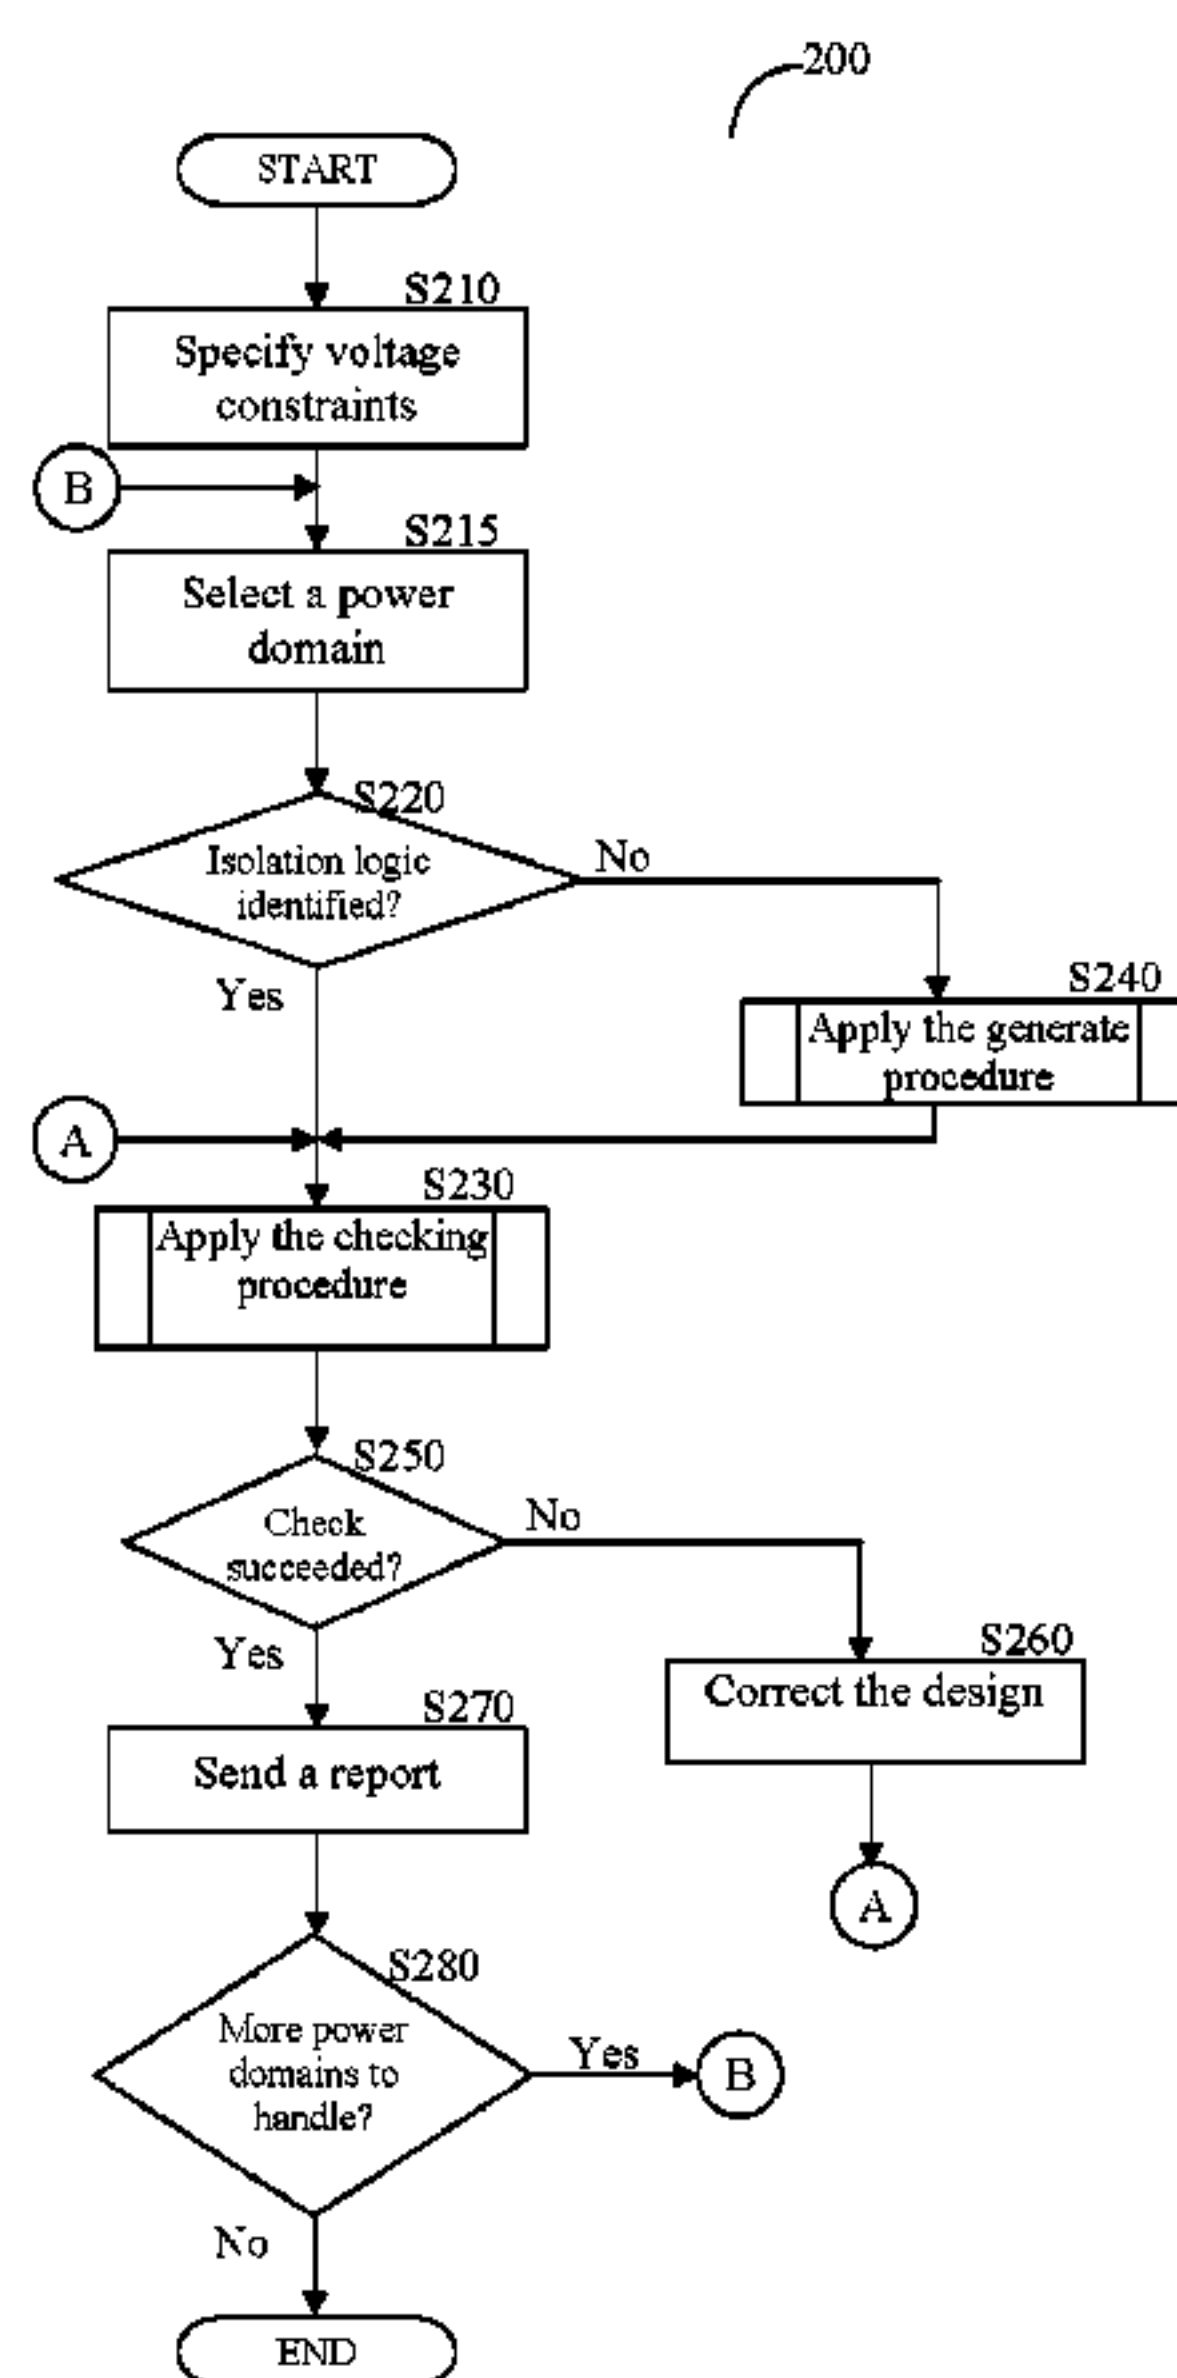 200
START
S210
Specify voltage
constraints
B
S215
Select a power
domain
S220
Isolation logic
identified?
No
Yes
S240
Apply the generate
procedure
A
S230
Apply the checking
procedure
S250
Check
succeeded?
No
Yes
S260
Correct the design
S270
Send a report
A
S280
More power
domains to
handle?
Yes
B
No
END